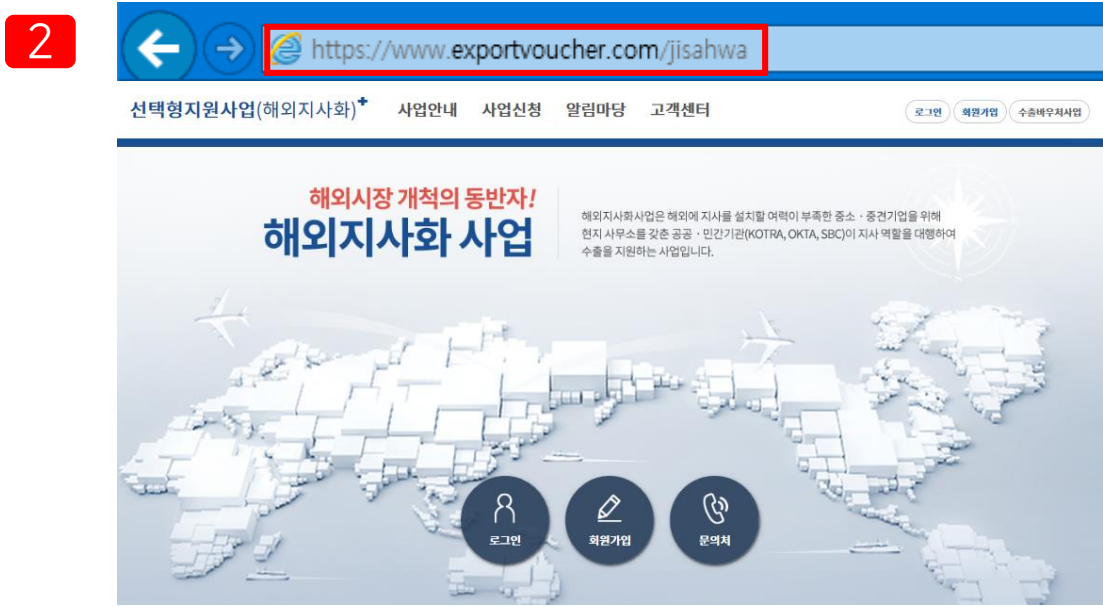 2
https://www.exportvoucher.com/jisahwa
선택형지원사업(해외지사화)+ 사업안내 사업신청 알림마당 고객센터 로그인 회원가입 수출바우처사업
해외시장 개척의 동반자!
해외지사화 사업
해외지사화사업은 해외에 지사를 설치할 여력이 부족한 중소 · 중견기업을 위해
현지 사무소를 갖춘 공공 · 민간기관(KOTRA, OKTA, SBC)이 지사 역할을 대행하여
수출을 지원하는 사업입니다.
로그인 회원가입 문의처